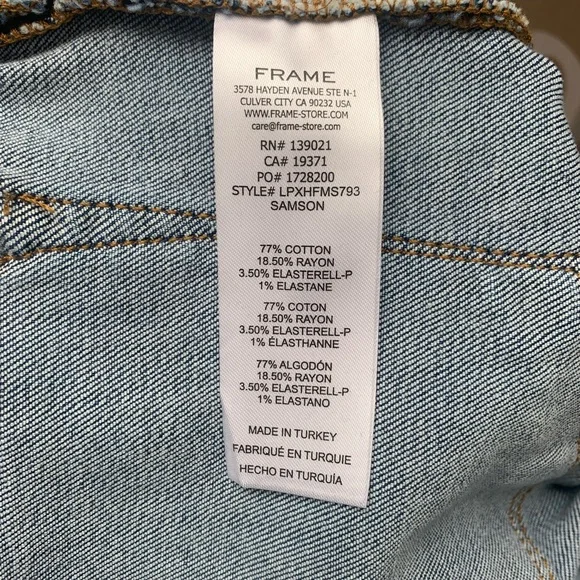 FRAME
3578 HAYDEN AVENUE STE N-1
CULVER CITY CA 90232 USA
WWW.FRAME-STORE.COM
care@frame-store.com
RN# 139021
CA# 19371
PO# 1728200
STYLE# LPXHFMS793
SAMSON
77% COTTON
18.50% RAYON
3.50% ELASTERELL-P
1% ELASTANE
77% COTON
18.50% RAYON
3.50% ELASTERELL-P
1% ÉLASTHANNE
77% ALGODÓN
18.50% RAYON
3.50% ELASTERELL-P
1% ELASTANO
MADE IN TURKEY
FABRIQUÉ EN TURQUIE
HECHO EN TURQUÍA